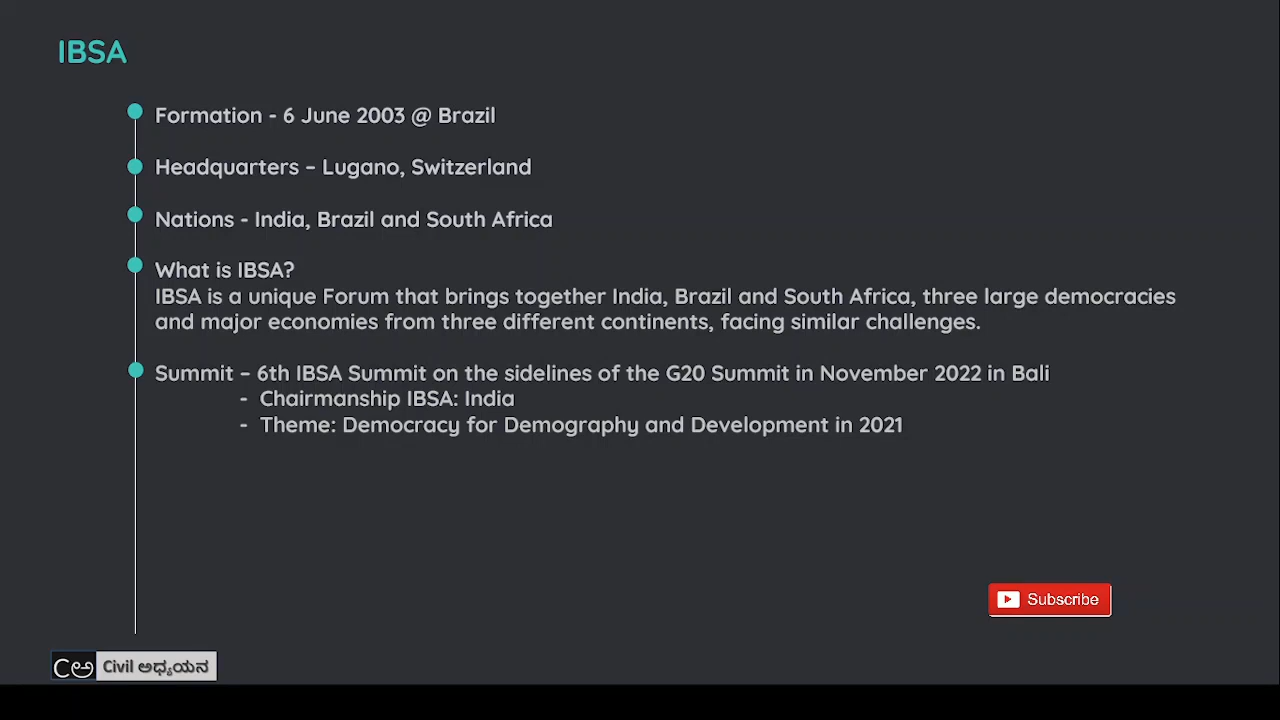 IBSA
Formation - 6 June 2003 @ Brazil
Headquarters – Lugano, Switzerland
Nations - India, Brazil and South Africa
What is IBSA?
IBSA is a unique Forum that brings together India, Brazil and South Africa, three large democracies
and major economies from three different continents, facing similar challenges.
Summit – 6th IBSA Summit on the sidelines of the G20 Summit in November 2022 in Bali
- Chairmanship IBSA: India
- Theme: Democracy for Demography and Development in 2021
Subscribe
Cಅ Civil ಅಧ್ಯಯನ